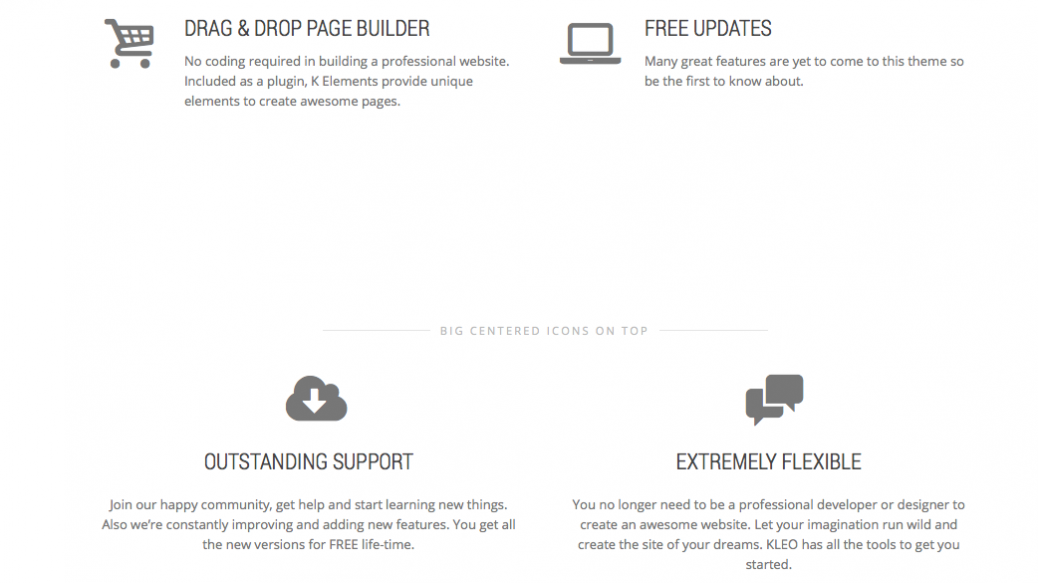 DRAG & DROP PAGE BUILDER
No coding required in building a professional website.
Included as a plugin, K Elements provide unique
elements to create awesome pages.
FREE UPDATES
Many great features are yet to come to this theme so
be the first to know about.
BIG CENTERED ICONS ON TOP
OUTSTANDING SUPPORT
Join our happy community, get help and start learning new things.
Also we’re constantly improving and adding new features. You get all
the new versions for FREE life-time.
EXTREMELY FLEXIBLE
You no longer need to be a professional developer or designer to
create an awesome website. Let your imagination run wild and
create the site of your dreams. KLEO has all the tools to get you
started.